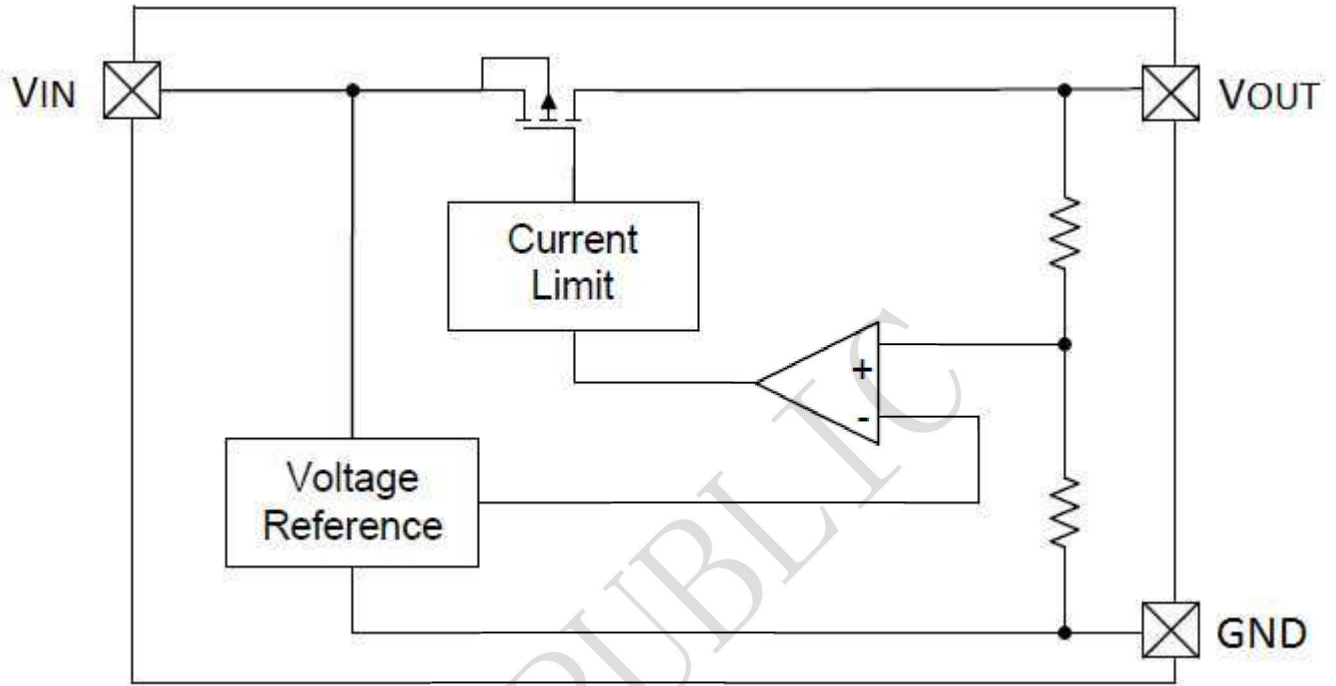 VIN
VOUT
Current
Limit
+
-
Voltage
Reference
GND
PUBLIC